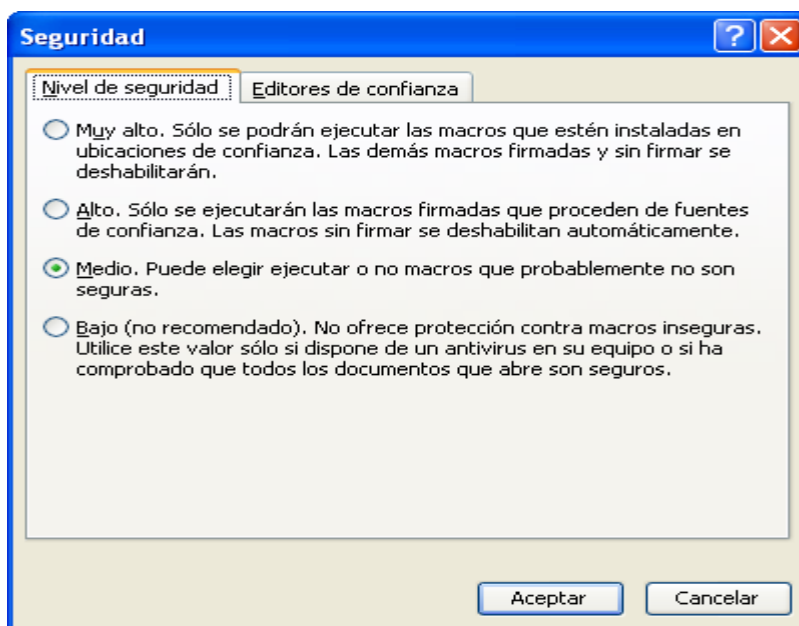 Seguridad
Nivel de seguridad
Editores de confianza
Muy alto. Sólo se podrán ejecutar las macros que estén instaladas en
ubicaciones de confianza. Las demás macros firmadas y sin firmar se
deshabilitarán.
Alto. Sólo se ejecutarán las macros firmadas que proceden de fuentes
de confianza. Las macros sin firmar se deshabilitan automáticamente.
Medio. Puede elegir ejecutar o no macros que probablemente no son
seguras.
Bajo (no recomendado). No ofrece protección contra macros inseguras.
Utilice este valor sólo si dispone de un antivirus en su equipo o si ha
comprobado que todos los documentos que abre son seguros.
Aceptar
Cancelar